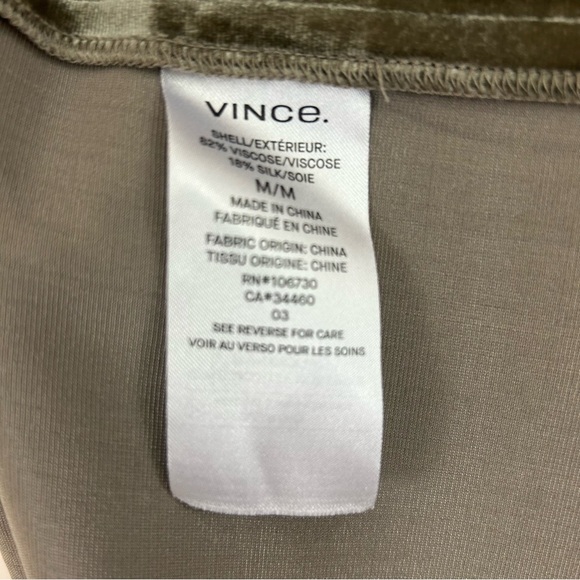 VINCE.
SHELL/EXTÉRIEUR:
82% VISCOSE/VISCOSE
18% SILK/SOIE
M/M
MADE IN CHINA
FABRIQUÉ EN CHINE
FABRIC ORIGIN: CHINA
TISSU ORIGINE: CHINE
RN#106730
CA#34460
03
SEE REVERSE FOR CARE
VOIR AU VERSO POUR LES SOINS